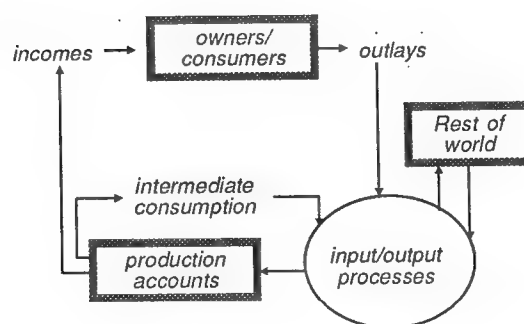 incomes
owners/
consumers
outlays
Rest of
world
intermediate
consumption
input/output
processes
production
accounts